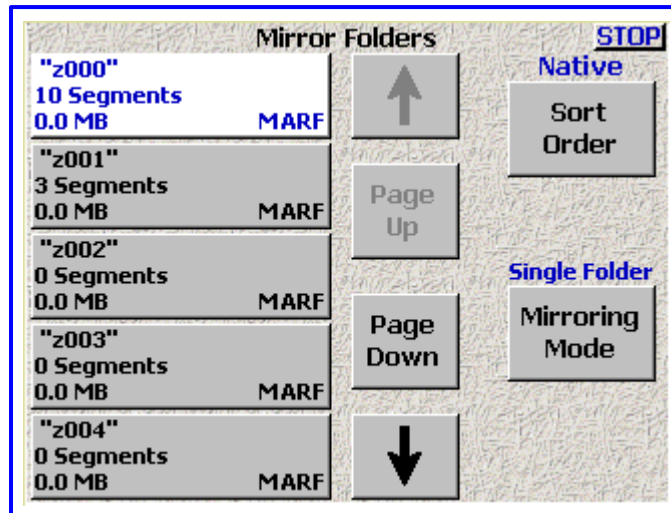 Mirror Folders
STOP
"z000"
10 Segments
0.0 MB MARF
"z001"
3 Segments
0.0 MB MARF
"z002"
0 Segments
0.0 MB MARF
"z003"
0 Segments
0.0 MB MARF
"z004"
0 Segments
0.0 MB MARF
Page
Up
Page
Down
Native
Sort
Order
Single Folder
Mirroring
Mode